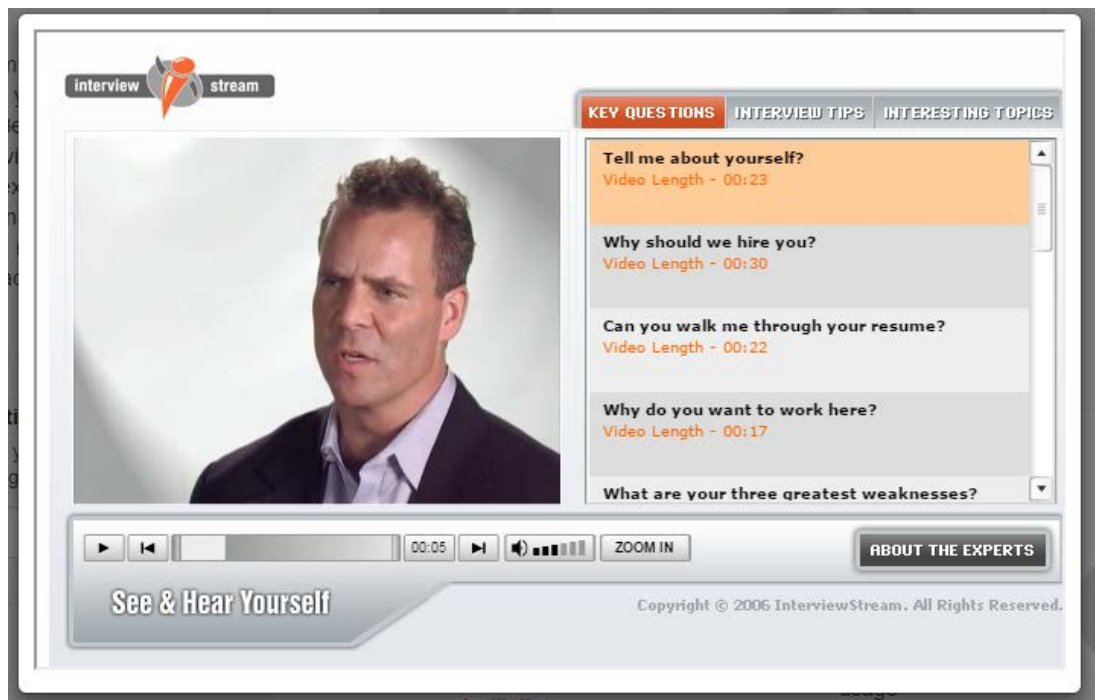 interview stream
KEY QUESTIONS INTERVIEW TIPS INTERESTING TOPICS
Tell me about yourself?
Video Length - 00:23
Why should we hire you?
Video Length - 00:30
Can you walk me through your resume?
Video Length - 00:22
Why do you want to work here?
Video Length - 00:17
What are your three greatest weaknesses?
00:05 ZOOM IN
ABOUT THE EXPERTS
See & Hear Yourself
Copyright © 2006 InterviewStream. All Rights Reserved.